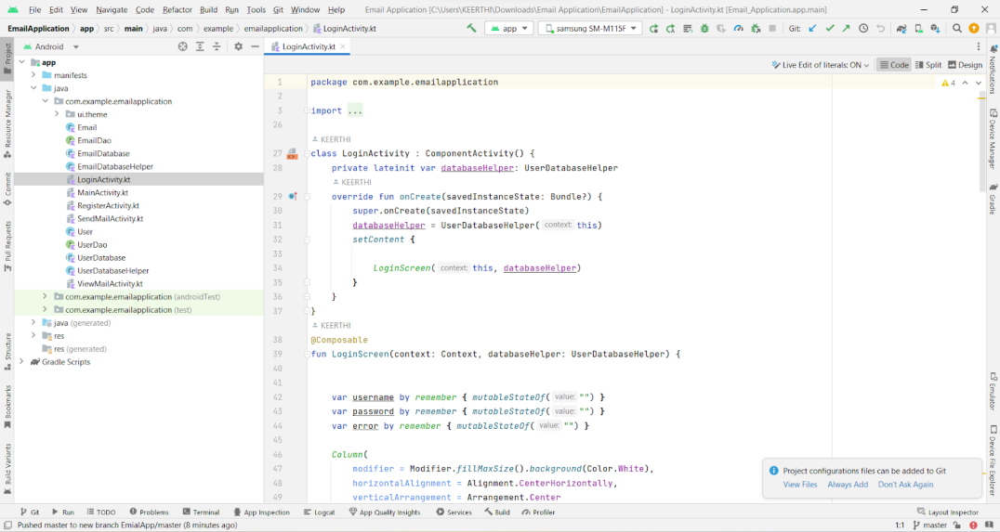 File Edit View Navigate Code Refactor Build Run Tools Git Window Help Email Application [C:\Users\KEERTHI\Downloads\Email Application\EmailApplication] - LoginActivity.kt [Email_Application.app.main]
EmailApplication app src main java com example emailapplication LoginActivity.kt app samsung SM-M115F Git:
Android
LoginActivity.kt
Live Edit of literals: ON Code Split Design
Project
Resource Manager
Commit
Pull Requests
Structure
Bookmarks
Build Variants
app
manifests
java
com.example.emailapplication
ui.theme
Email
EmailDao
EmailDatabase
EmailDatabaseHelper
LoginActivity.kt
MainActivity.kt
RegisterActivity.kt
SendMailActivity.kt
User
UserDao
UserDatabase
UserDatabaseHelper
ViewMailActivity.kt
com.example.emailapplication (androidTest)
com.example.emailapplication (test)
java (generated)
res
res (generated)
Gradle Scripts
1 package com.example.emailapplication 4
2
3 import ...
26
KEERTHI
27 class LoginActivity : ComponentActivity() {
28 private lateinit var databaseHelper: UserDatabaseHelper
KEERTHI
29 override fun onCreate(savedInstanceState: Bundle?) {
30 super.onCreate(savedInstanceState)
31 databaseHelper = UserDatabaseHelper( context: this)
32 setContent {
33
34 LoginScreen( context: this, databaseHelper)
35 }
36 }
37 }
KEERTHI
38 @Composable
39 fun LoginScreen(context: Context, databaseHelper: UserDatabaseHelper) {
40
41
42 var username by remember { mutableStateOf( value: "") }
43 var password by remember { mutableStateOf( value: "") }
44 var error by remember { mutableStateOf( value: "") }
45
46 Column(
47 modifier = Modifier.fillMaxSize().background(Color.White),
48 horizontalAlignment = Alignment.CenterHorizontally,
49 verticalArrangement = Arrangement.Center
Project configurations files can be added to Git
View Files Always Add Don't Ask Again
Notifications
Device Manager
Gradle
Emulator
Device File Explorer
Git Run TODO Problems Terminal App Inspection Logcat App Quality Insights Services Build Profiler Layout Inspector
Pushed master to new branch EmialApp/master (8 minutes ago) 1:1 master